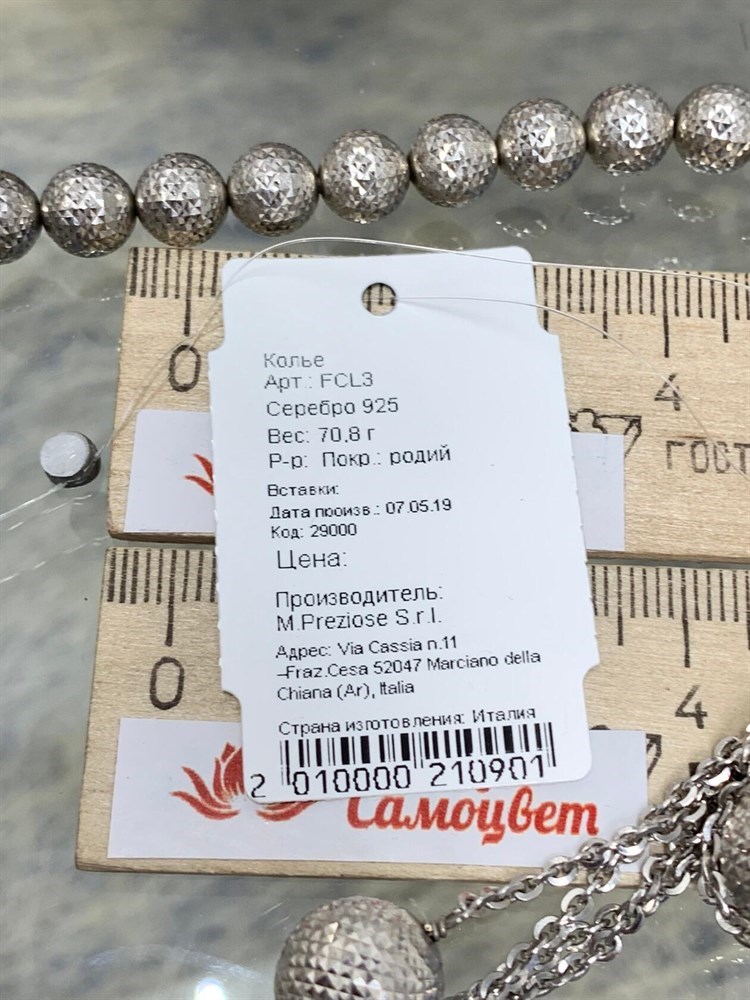 Колье
Арт.: FCL3
Серебро 925
Вес: 70,8 г
Р-р: Покр.: родий
Вставки:
Дата произв.: 07.05.19
Код: 29000
Цена:
Производитель:
M.Preziose S.r.l.
Адрес: Via Cassia n.11
–Fraz.Cesa 52047 Marciano della
Chiana (Ar), Italia
Страна изготовления: Италия
2 010000 210901
0
4
ГОСТ
0
4
Самоцвет